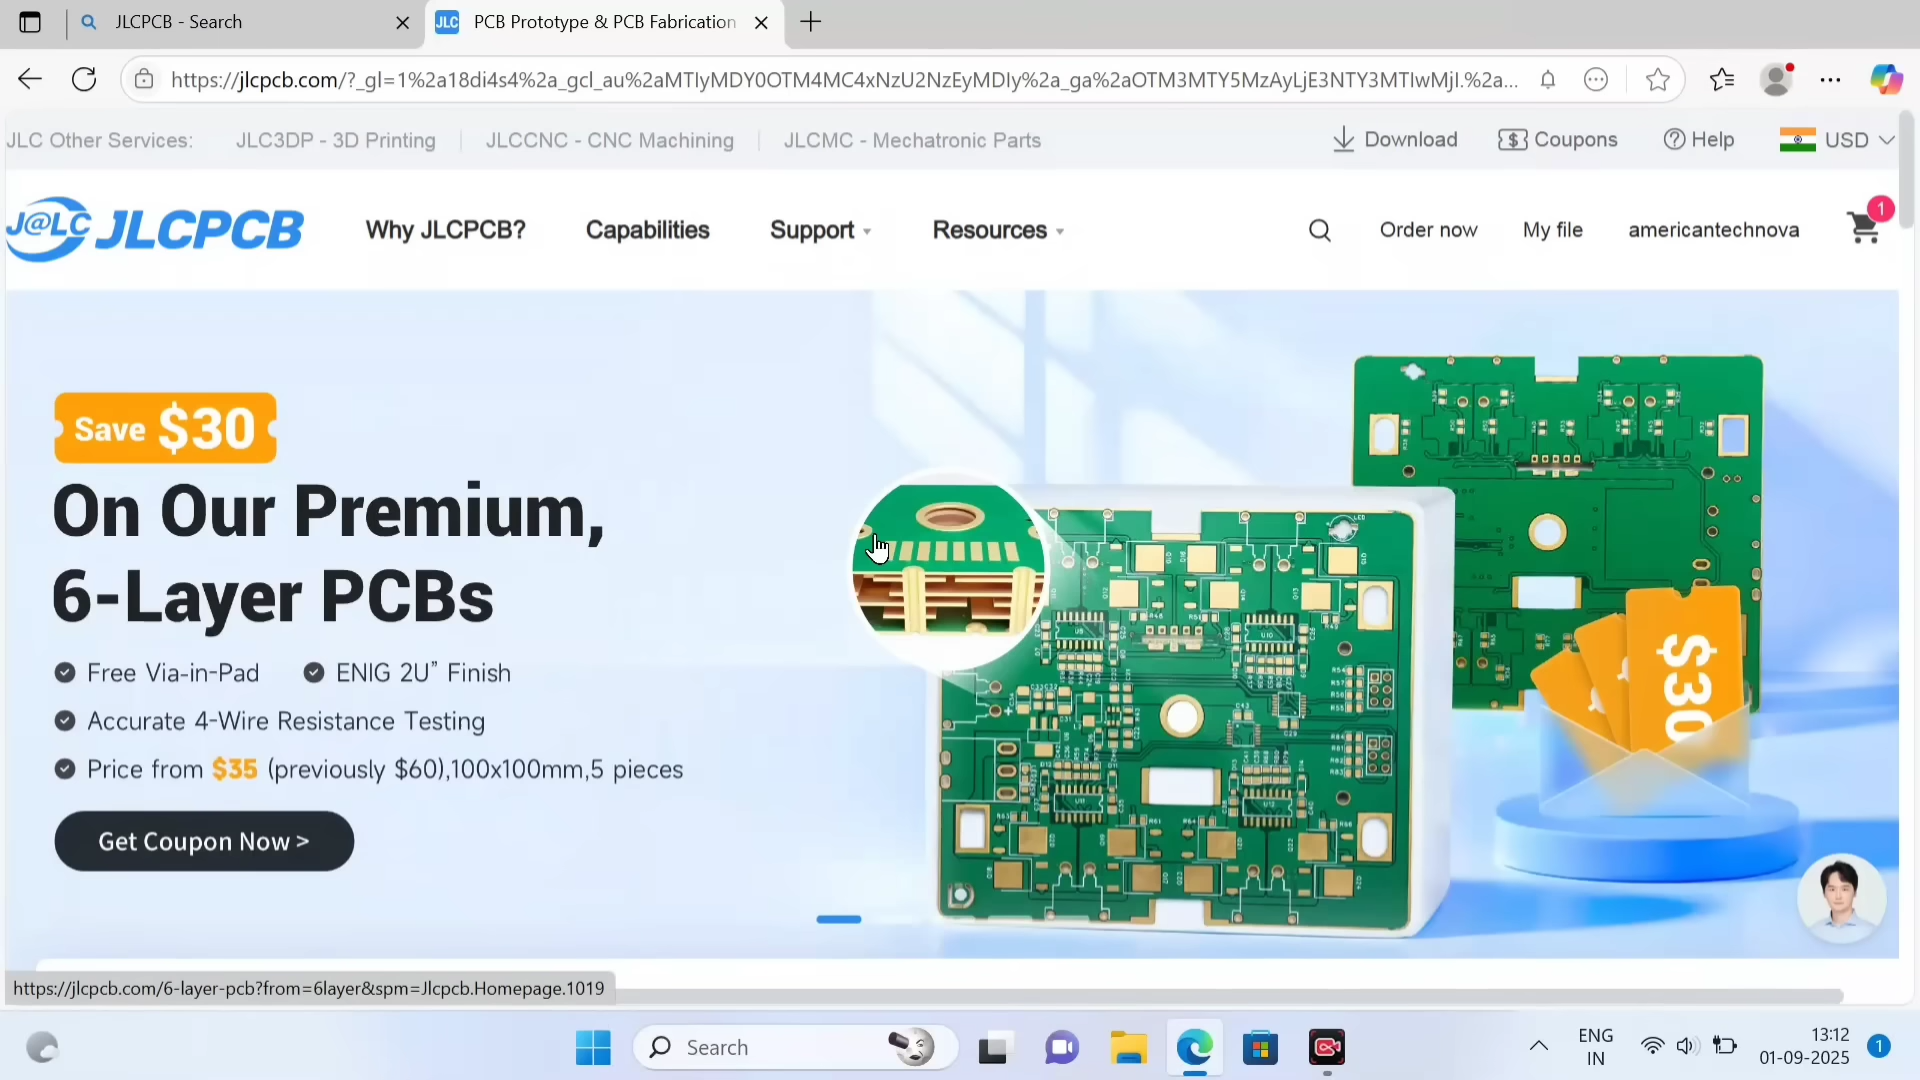 JLCPCB - Search
JLC
PCB Prototype & PCB Fabrication
https://jlcpcb.com/?_gl=1%2a18di4s4%2a_gcl_au%2aMTIyMDY0OTM4MC4xNzU2NzEyMDIy%2a_ga%2aOTM3MTY5MzAyLjE3NTY3MTIwMjI.%2a...
JLC Other Services:
JLC3DP - 3D Printing
JLCCNC - CNC Machining
JLCMC - Mechatronic Parts
Download
Coupons
Help
USD
J@LC JLCPCB
Why JLCPCB?
Capabilities
Support
Resources
Order now
My file
americantechnova
1
Save $30
On Our Premium,
6-Layer PCBs
Free Via-in-Pad
ENIG 2U” Finish
Accurate 4-Wire Resistance Testing
Price from $35 (previously $60),100x100mm,5 pieces
Get Coupon Now >
$30
https://jlcpcb.com/6-layer-pcb?from=6layer&spm=Jlcpcb.Homepage.1019
Search
ENG
IN
13:12
01-09-2025
1